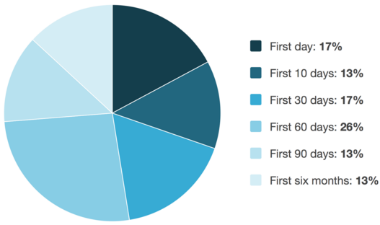 First day: 17%
First 10 days: 13%
First 30 days: 17%
First 60 days: 26%
First 90 days: 13%
First six months: 13%